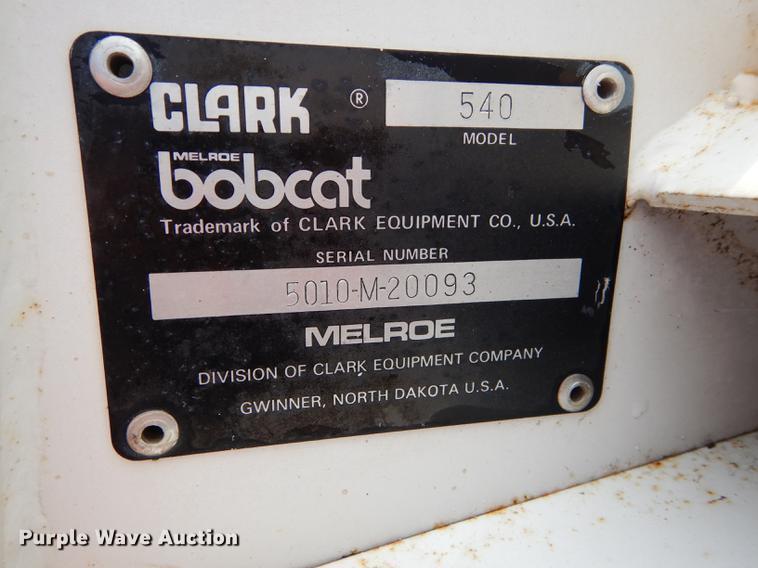 CLARK ® 540
MODEL
MELROE
bobcat
Trademark of CLARK EQUIPMENT CO., U.S.A.
SERIAL NUMBER
5010-M-20093
MELROE
DIVISION OF CLARK EQUIPMENT COMPANY
GWINNER, NORTH DAKOTA U.S.A.
Purple Wave Auction